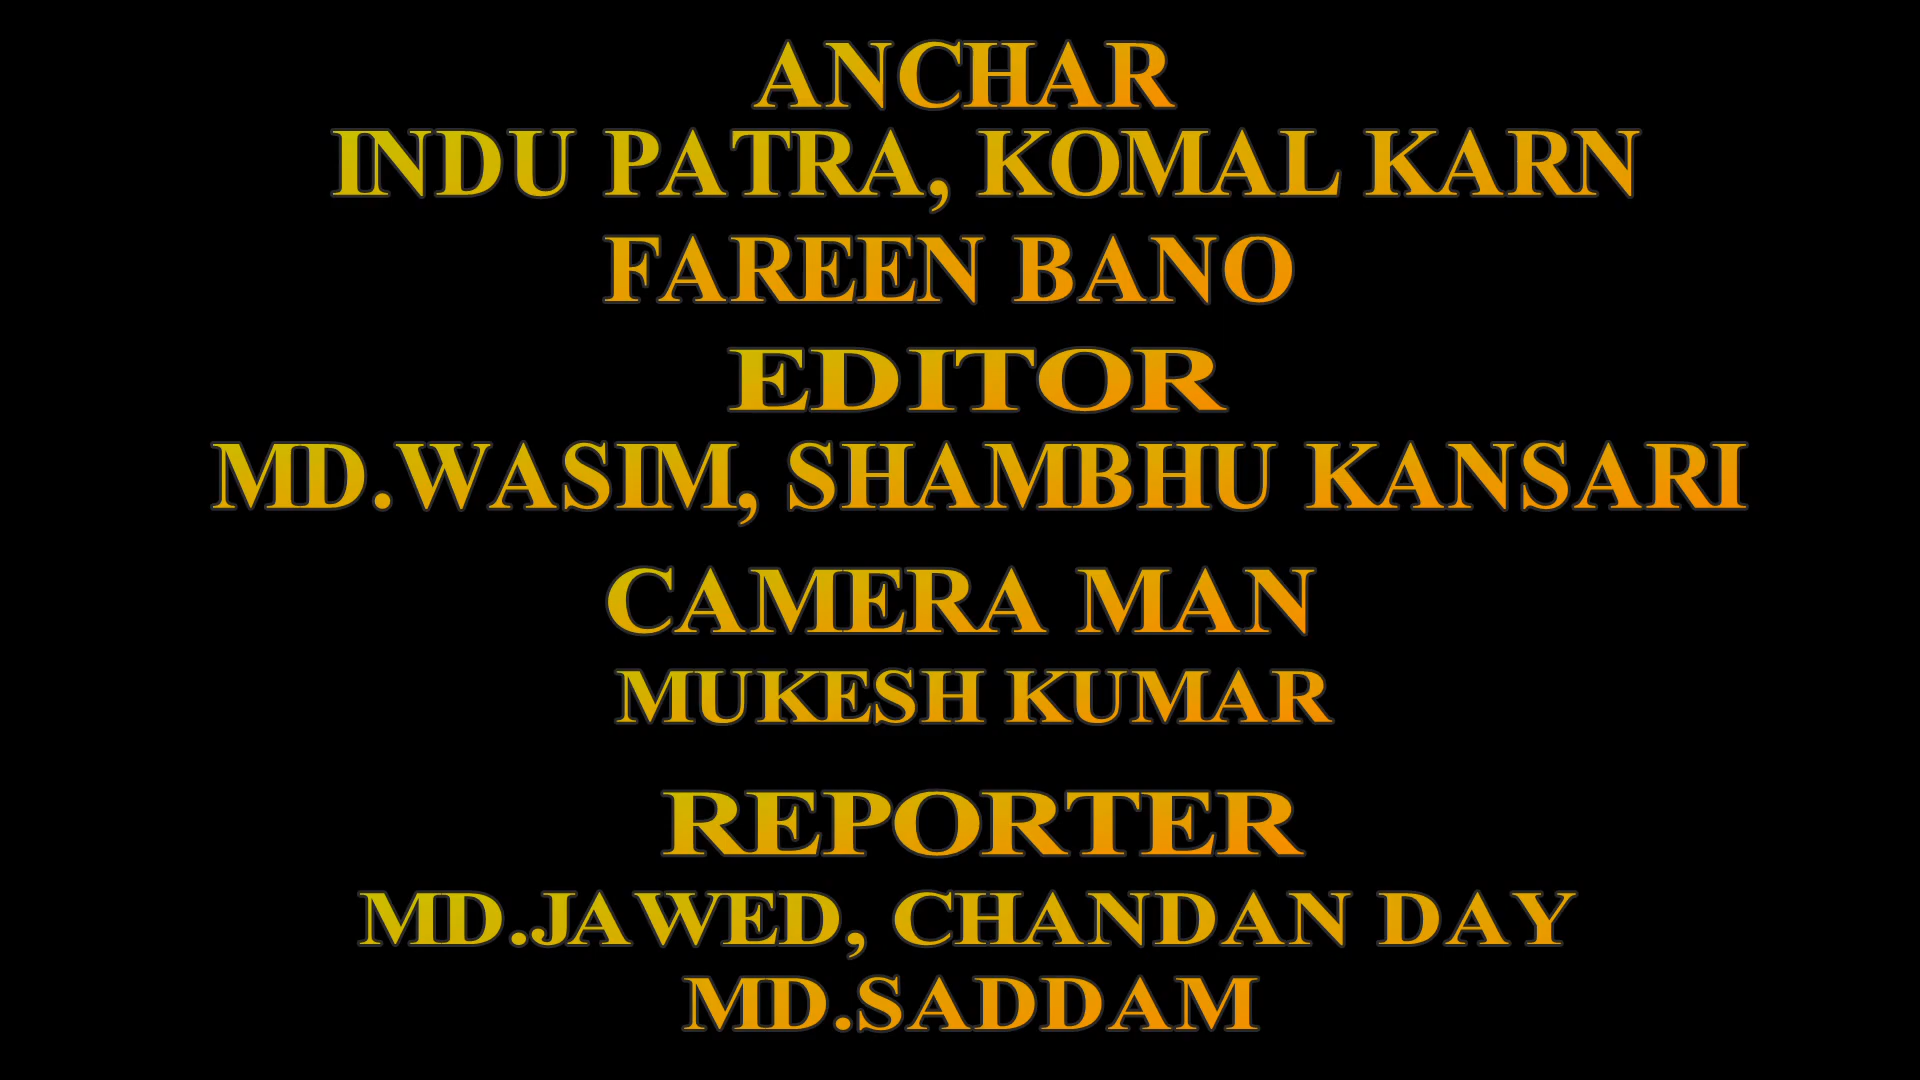 ANCHAR
INDU PATRA, KOMAL KARN
FAREEN BANO
EDITOR
MD.WASIM, SHAMBHU KANSARI
CAMERA MAN
MUKESH KUMAR
REPORTER
MD.JAWED, CHANDAN DAY
MD.SADDAM